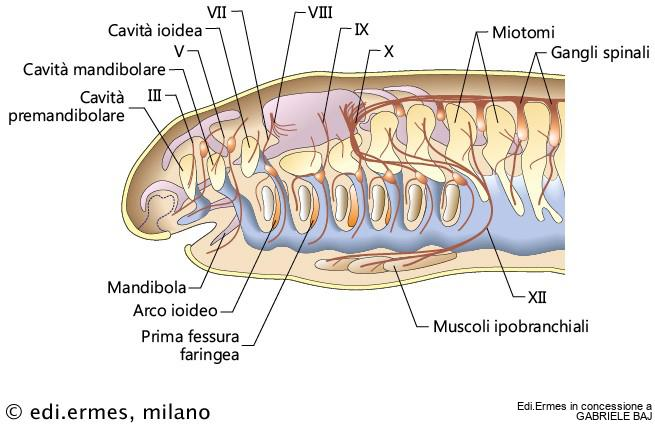 VII
VIII
Cavità ioidea
IX
Miotomi
V
X
Gangli spinali
Cavità mandibolare
Cavità
premandibolare
III
Mandibola
XII
Arco ioideo
Muscoli ipobranchiali
Prima fessura
faringea
© edi.ermes, milano
Edi.Ermes in concessione a
GABRIELE BAJ